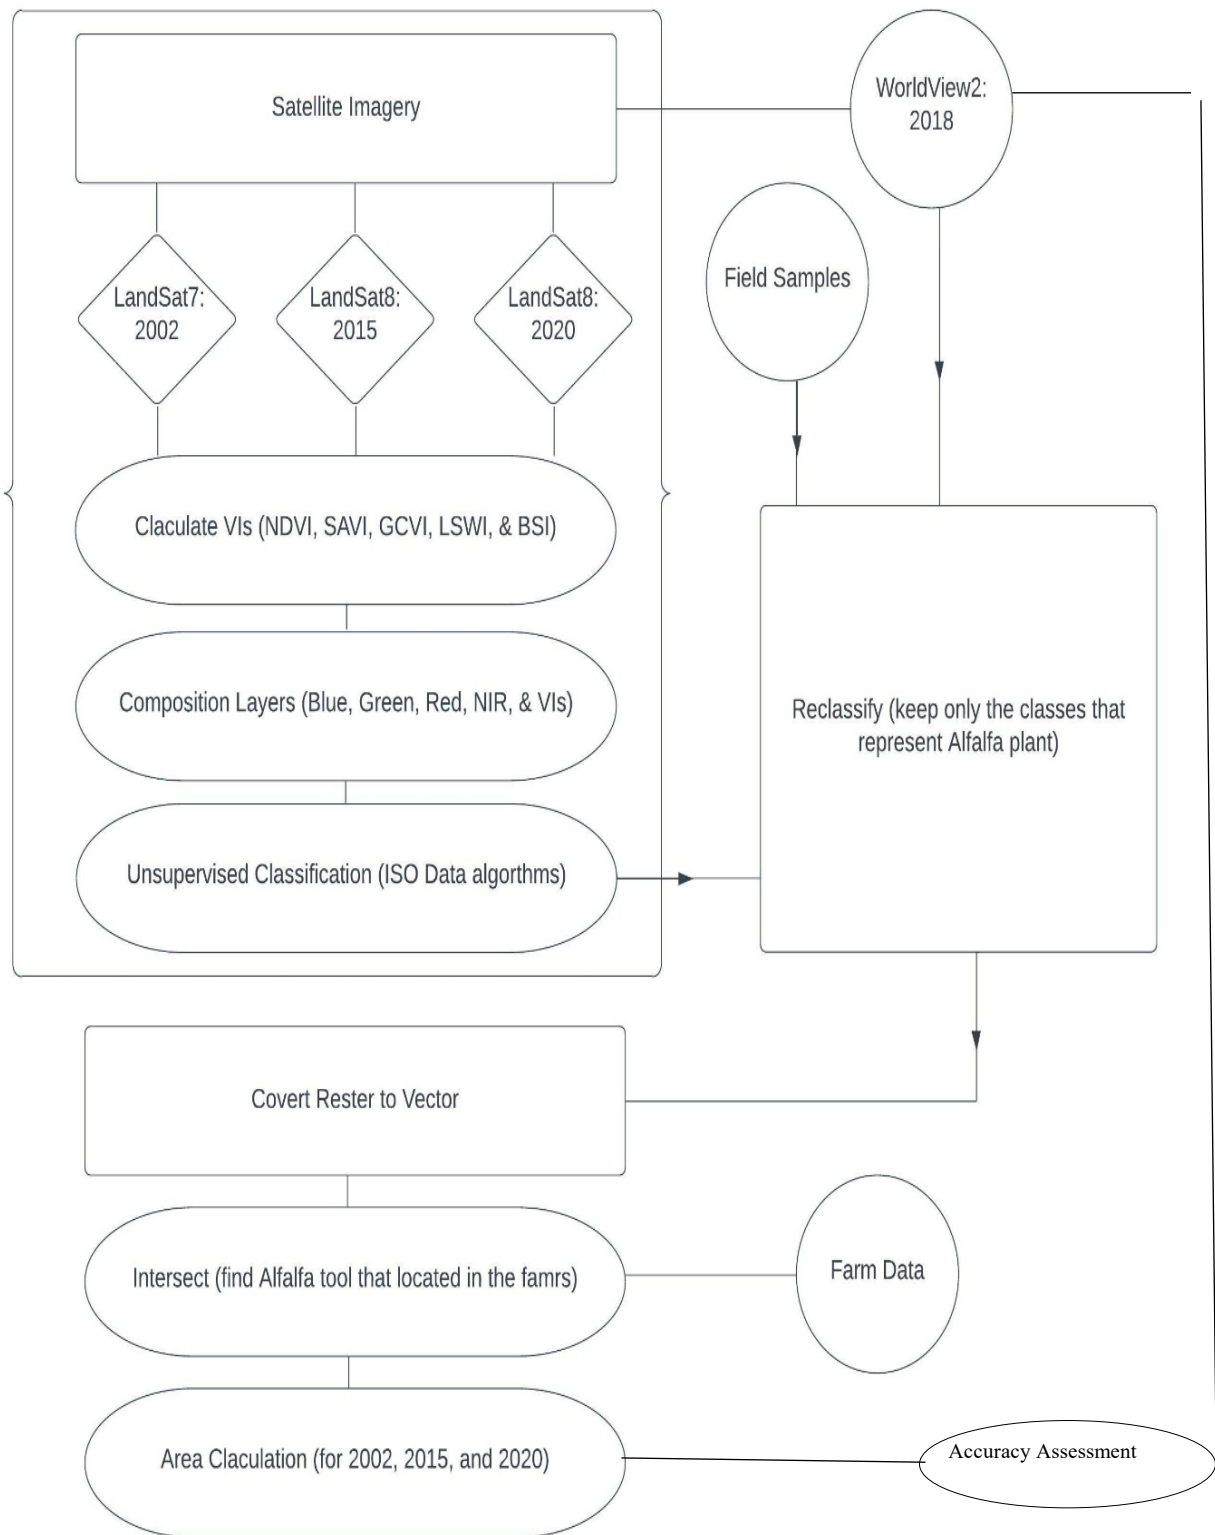 Satellite Imagery
WorldView2:
2018
Field Samples
LandSat7:
2002
LandSat8:
2015
LandSat8:
2020
Claculate VIs (NDVI, SAVI, GCVI, LSWI, & BSI)
Composition Layers (Blue, Green, Red, NIR, & VIs)
Reclassify (keep only the classes that
represent Alfalfa plant)
Unsupervised Classification (ISO Data algorthms)
Covert Rester to Vector
Intersect (find Alfalfa tool that located in the famrs)
Farm Data
Area Claculation (for 2002, 2015, and 2020)
Accuracy Assessment